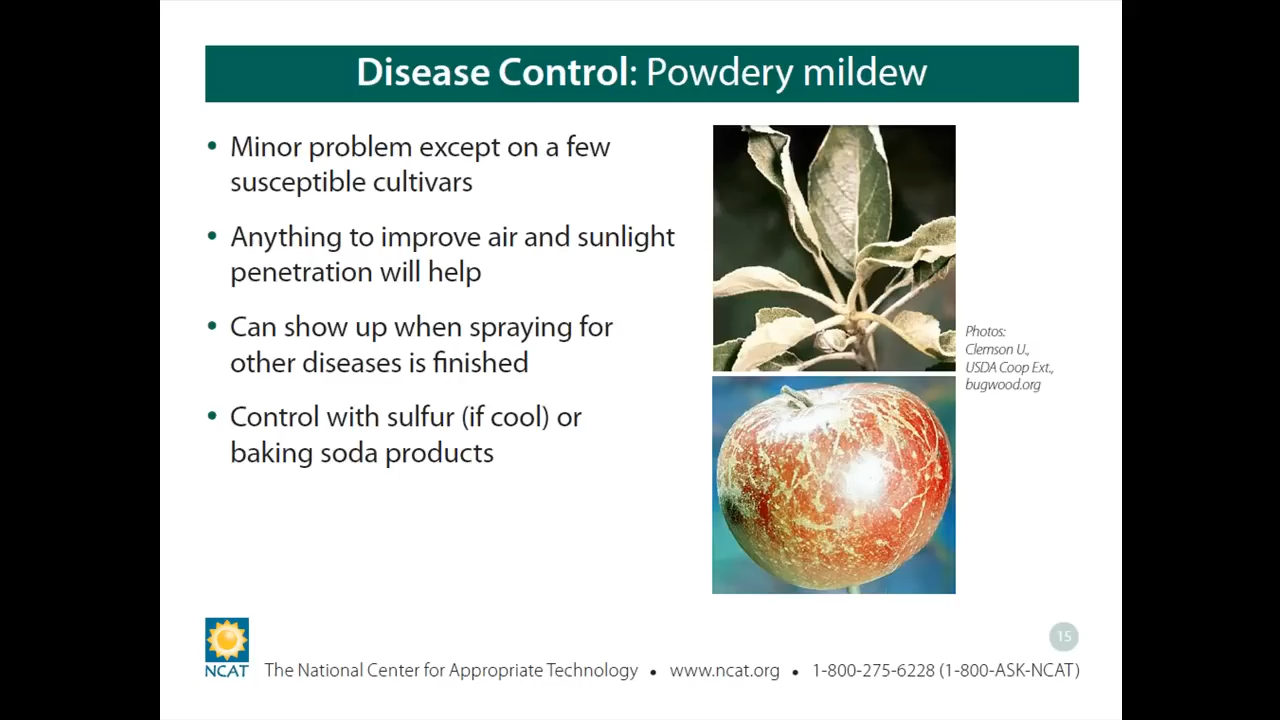 Disease Control: Powdery mildew
• Minor problem except on a few
susceptible cultivars
• Anything to improve air and sunlight
penetration will help
• Can show up when spraying for
other diseases is finished
• Control with sulfur (if cool) or
baking soda products
Photos:
Clemson U.,
USDA Coop Ext.,
bugwood.org
15
NCAT
The National Center for Appropriate Technology • www.ncat.org • 1-800-275-6228 (1-800-ASK-NCAT)